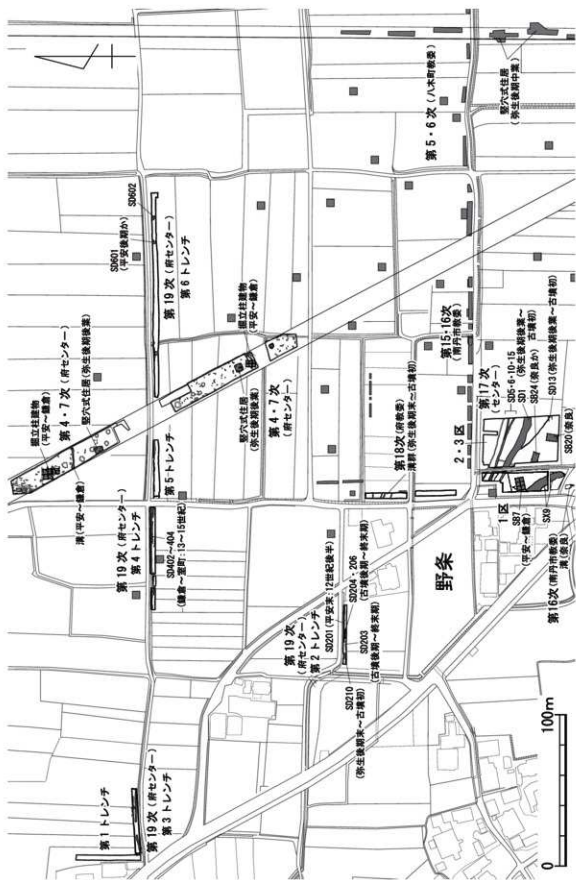 竪穴式住居
(弥生後期中葉)
第5・6次 (八木町教委)
SD602
SD601
(平安後期か)
第19次 (府センター)
第6トレンチ
掘立柱建物
(平安～鎌倉)
第4・7次 (府センター)
竪穴式住居(弥生後期後葉)
掘立柱建物
(平安～鎌倉)
竪穴式住居
(弥生後期後葉)
第4・7次
(府センター)
溝(平安～鎌倉)
第5トレンチ
第19次 (府センター)
第4トレンチ
SD402～404
(鎌倉～室町:13～15世紀)
第15・16次
(南丹市教委)
第17次
(センター)
SD5・6・10・15
(弥生後期後葉～
古墳初)
SD1
SB24(奈良か)
SD13(弥生後期後葉～古墳初)
SB20(奈良)
2・3区
第18次(府教委)
溝群(弥生後期末～古墳初)
1区
SB7
(平安～鎌倉)
SX9
第16次(南丹市教委)
溝(奈良)
野条
第19次
(府センター)
第2トレンチ
SD201(平安末:12世紀後半)
SD204・206
(古墳後期～終末期)
SD203
(古墳後期～終末期)
SD210
(弥生後期末～古墳初)
第1トレンチ
第19次 (府センター)
第3トレンチ
0
100m